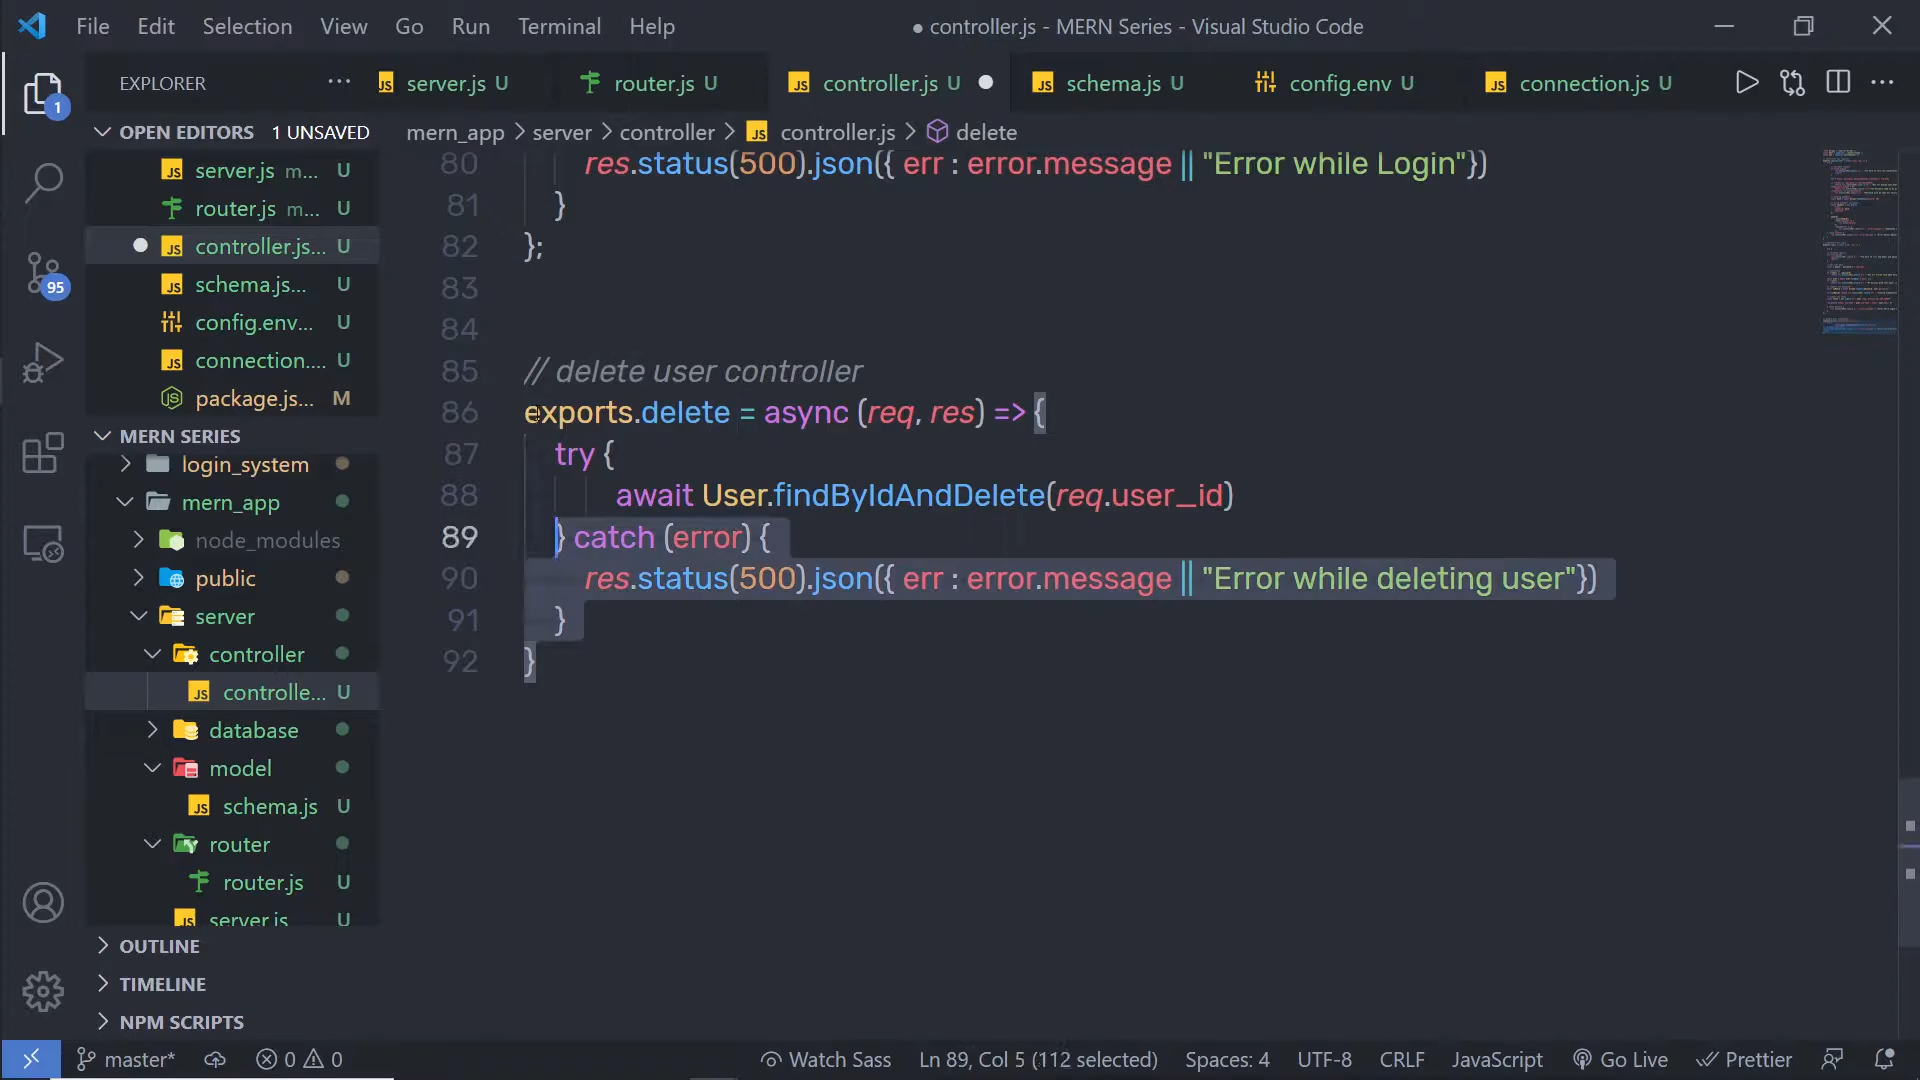 File Edit Selection View Go Run Terminal Help
● controller.js - MERN Series - Visual Studio Code
EXPLORER
server.js U
router.js U
controller.js U
schema.js U
config.env U
connection.js U
1
OPEN EDITORS 1 UNSAVED
mern_app > server > controller > JS controller.js > delete
server.js m... U
router.js m... U
controller.js... U
schema.js... U
config.env... U
connection.... U
package.js... M
95
MERN SERIES
login_system
mern_app
node_modules
public
server
controller
controlle... U
database
model
schema.js U
router
router.js U
server.js U
OUTLINE
TIMELINE
NPM SCRIPTS
80 res.status(500).json({ err : error.message || "Error while Login"})
81 }
82 };
83
84
85 // delete user controller
86 exports.delete = async (req, res) => {
87 try {
88 await User.findByIdAndDelete(req.user_id)
89 } catch (error) {
90 res.status(500).json({ err : error.message || "Error while deleting user"})
91 }
92 }
master* 0 0 Watch Sass Ln 89, Col 5 (112 selected) Spaces: 4 UTF-8 CRLF JavaScript Go Live Prettier